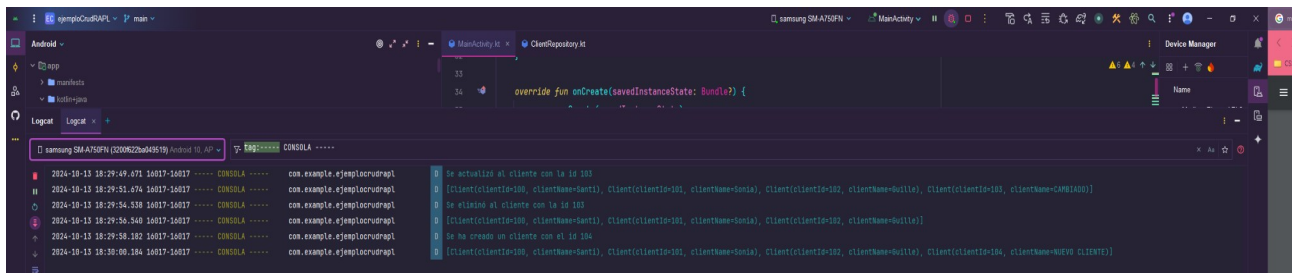 EC ejemploCrudRAPL main samsung SM-A750FN MainActivity
Android MainActivity.kt ClientRepository.kt Device Manager
app 33 6 4
manifests 34 override fun onCreate(savedInstanceState: Bundle?) { Name
kotlin+java
Logcat Logcat
samsung SM-A750FN (3200f622ba049519) Android 10, AP tag:----- CONSOLA -----
2024-10-13 18:29:49.671 16017-16017 ----- CONSOLA ----- com.example.ejemplocrudrapl D Se actualizó al cliente con la id 103
2024-10-13 18:29:51.674 16017-16017 ----- CONSOLA ----- com.example.ejemplocrudrapl D [Client(clientId=100, clientName=Santi), Client(clientId=101, clientName=Sonia), Client(clientId=102, clientName=Guille), Client(clientId=103, clientName=CAMBIADO)]
2024-10-13 18:29:54.538 16017-16017 ----- CONSOLA ----- com.example.ejemplocrudrapl D Se eliminó al cliente con la id 103
2024-10-13 18:29:56.540 16017-16017 ----- CONSOLA ----- com.example.ejemplocrudrapl D [Client(clientId=100, clientName=Santi), Client(clientId=101, clientName=Sonia), Client(clientId=102, clientName=Guille)]
2024-10-13 18:29:58.182 16017-16017 ----- CONSOLA ----- com.example.ejemplocrudrapl D Se ha creado un cliente con el id 104
2024-10-13 18:30:00.184 16017-16017 ----- CONSOLA ----- com.example.ejemplocrudrapl D [Client(clientId=100, clientName=Santi), Client(clientId=101, clientName=Sonia), Client(clientId=102, clientName=Guille), Client(clientId=104, clientName=NUEVO CLIENTE)]